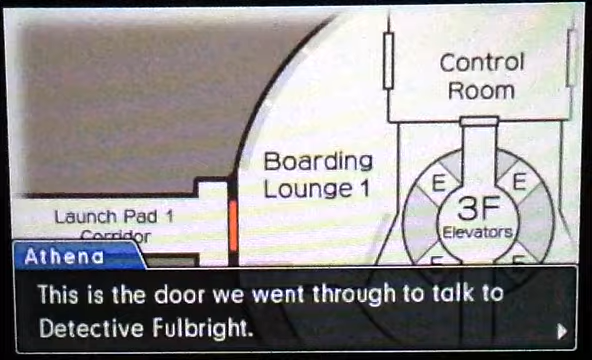 Control
Room
Boarding
Lounge 1
E
E
3F
Elevators
Launch Pad 1
Corridor
E
E
Athena
This is the door we went through to talk to
Detective Fulbright.